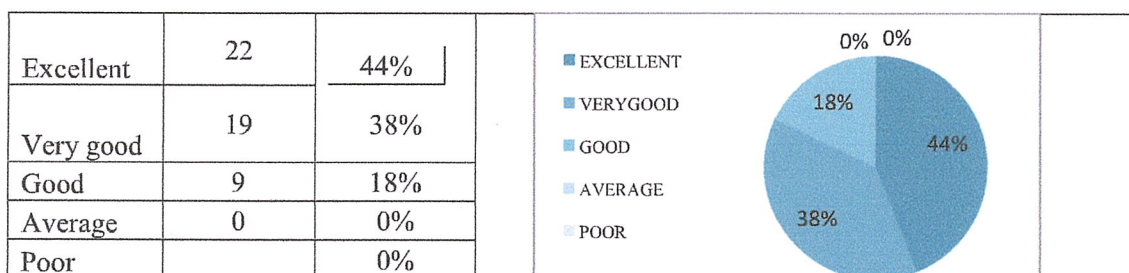 Excellent 22 44%
Very good 19 38%
Good 9 18%
Average 0 0%
Poor 0%
EXCELLENT
VERYGOOD
GOOD
AVERAGE
POOR
0% 0%
18%
44%
38%